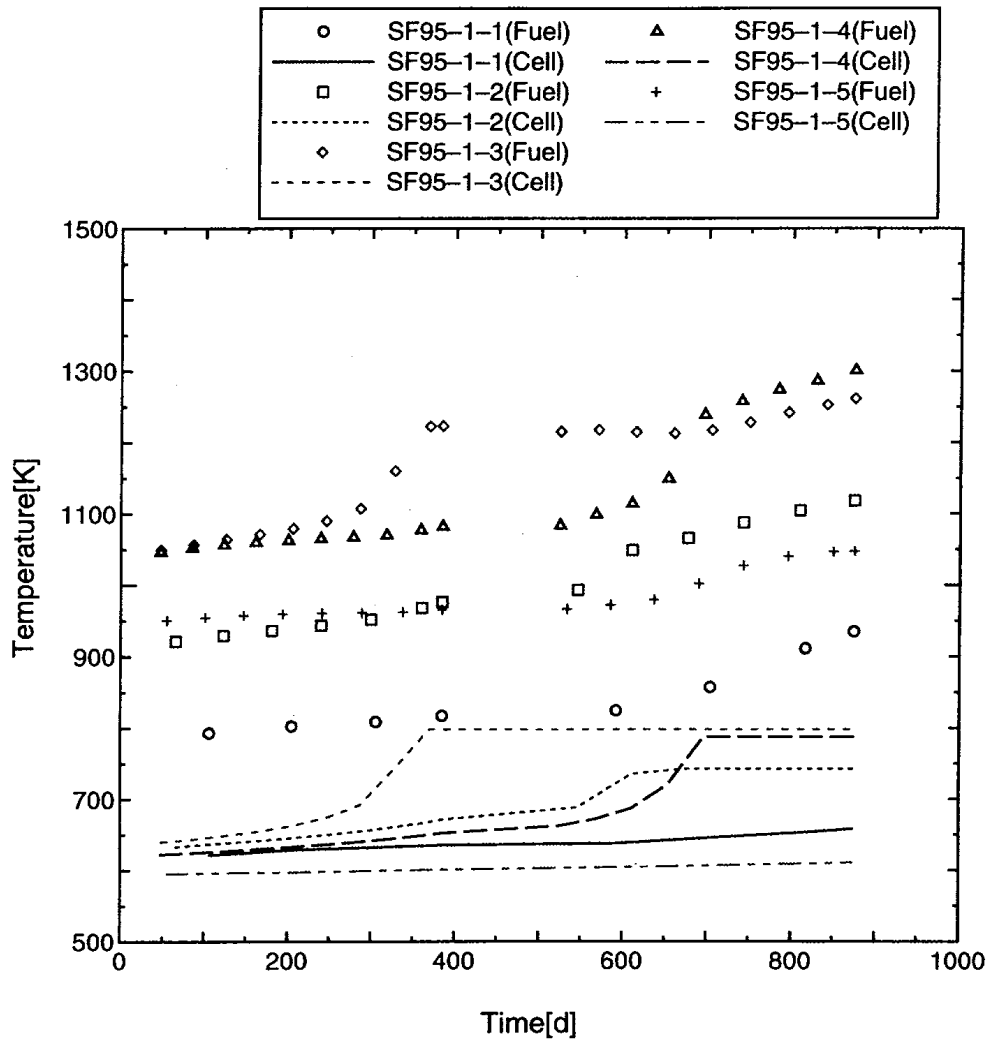 SF95–1–1(Fuel)
SF95–1–1(Cell)
SF95–1–2(Fuel)
SF95–1–2(Cell)
SF95–1–3(Fuel)
SF95–1–3(Cell)
SF95–1–4(Fuel)
SF95–1–4(Cell)
SF95–1–5(Fuel)
SF95–1–5(Cell)
1500
1300
1100
900
700
500
Temperature[K]
0 200 400 600 800 1000
Time[d]